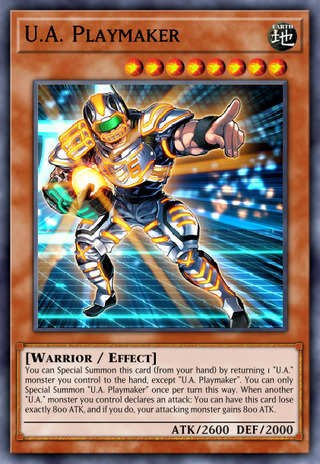 U.A. Playmaker
EARTH
地
[Warrior / Effect]
You can Special Summon this card (from your hand) by returning 1 "U.A."
monster you control to the hand, except "U.A. Playmaker". You can only
Special Summon "U.A. Playmaker" once per turn this way. When another
"U.A." monster you control declares an attack: You can have this card lose
exactly 800 ATK, and if you do, your attacking monster gains 800 ATK.
ATK/2600 DEF/2000